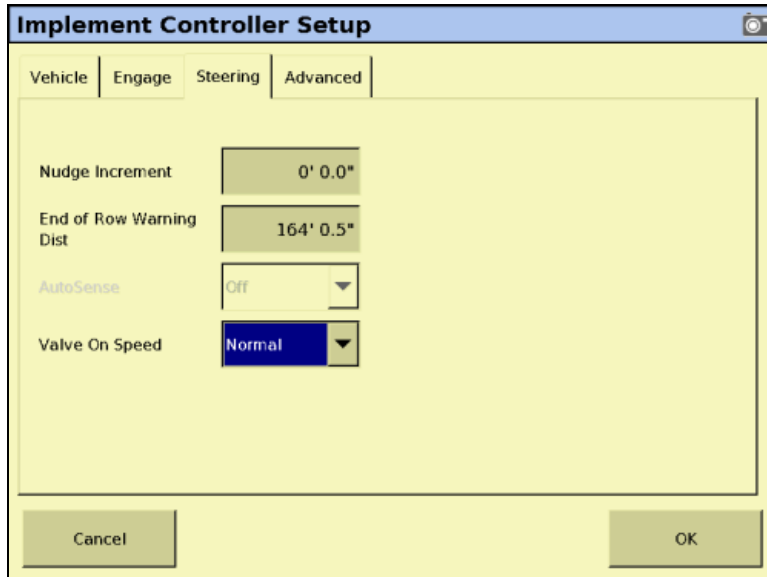 Implement Controller Setup
Vehicle
Engage
Steering
Advanced
Nudge Increment
0' 0.0"
End of Row Warning
Dist
164' 0.5"
AutoSense
Off
Valve On Speed
Normal
Cancel
OK